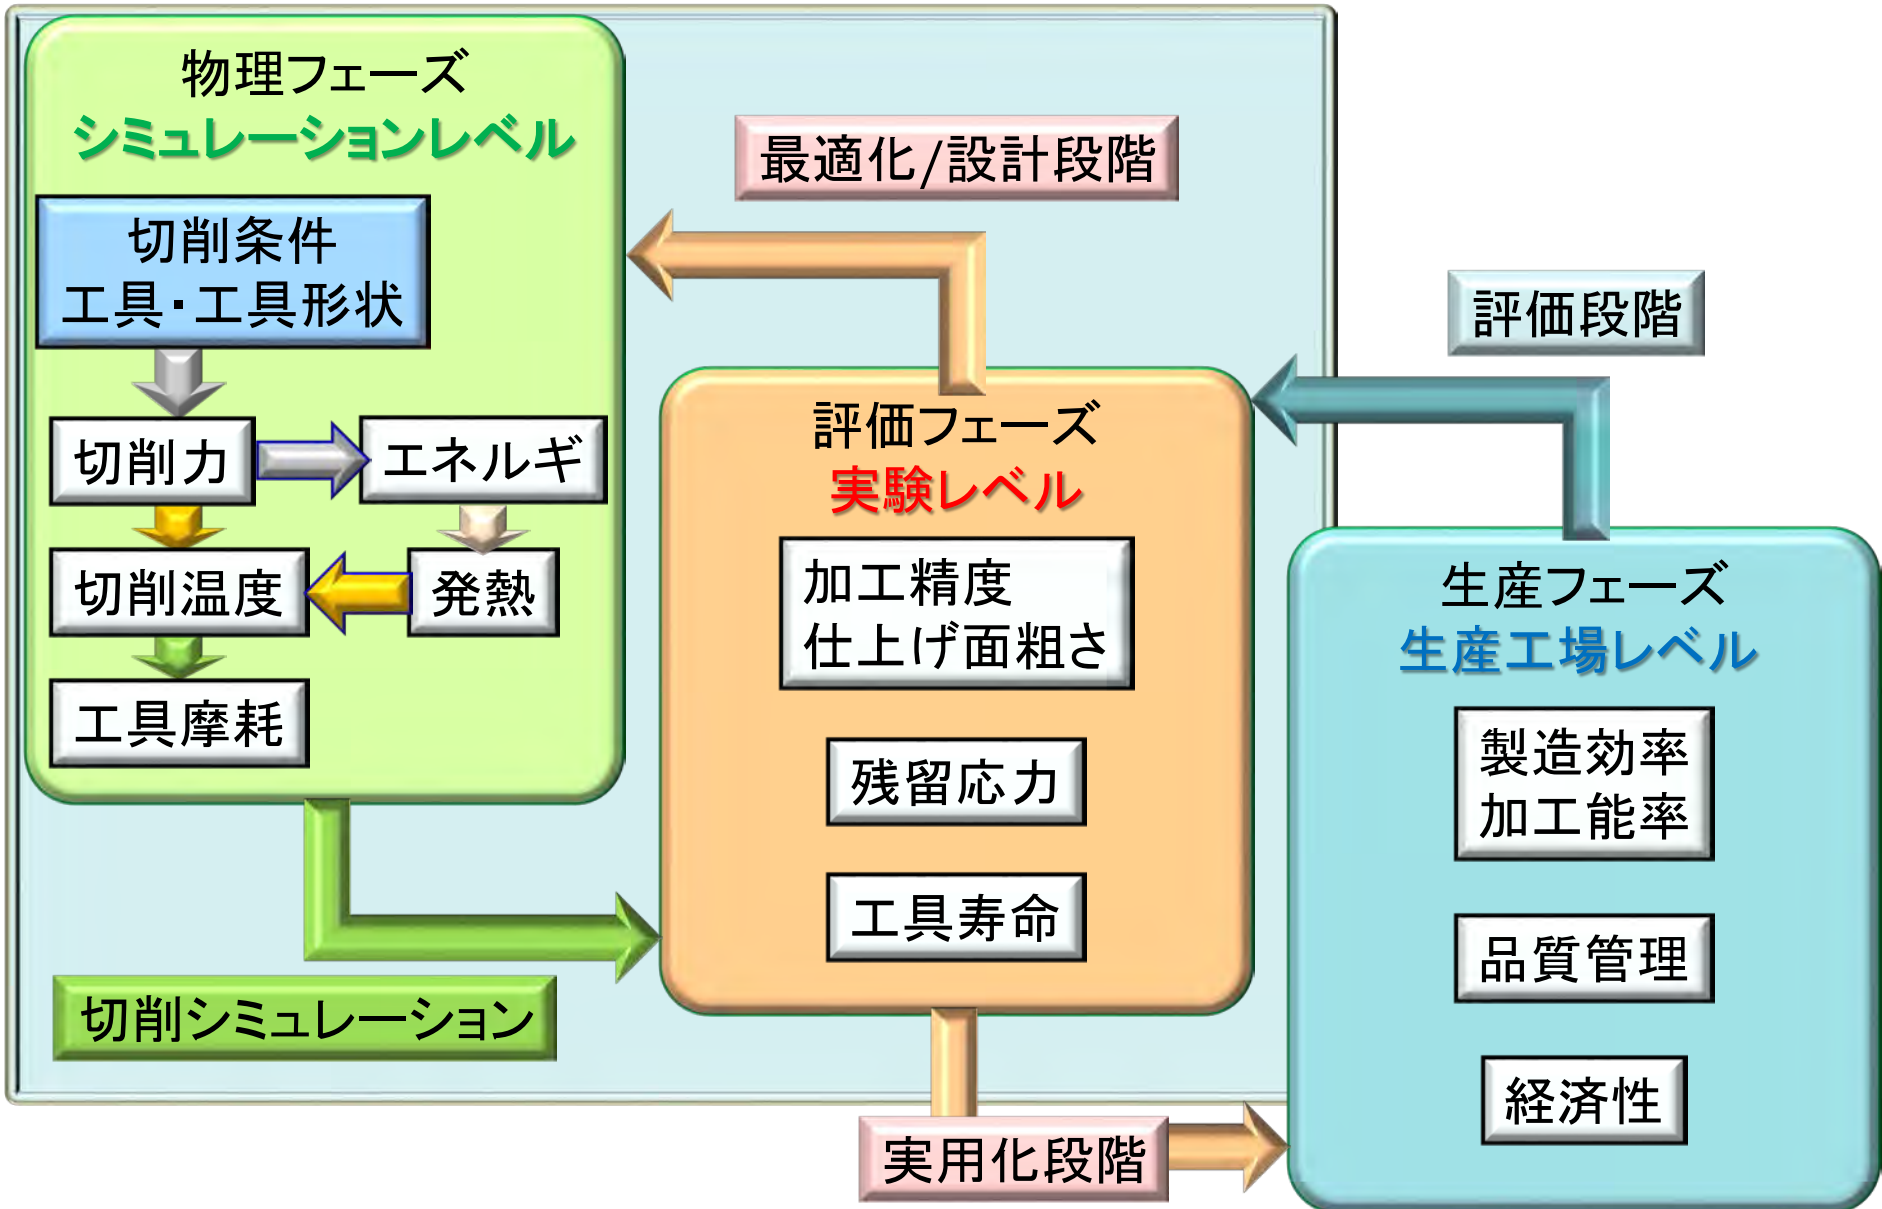 物理フェーズ
シミュレーションレベル
切削条件
工具・工具形状
切削力
エネルギ
切削温度
発熱
工具摩耗
切削シミュレーション
最適化/設計段階
評価フェーズ
実験レベル
加工精度
仕上げ面粗さ
残留応力
工具寿命
実用化段階
評価段階
生産フェーズ
生産工場レベル
製造効率
加工能率
品質管理
経済性